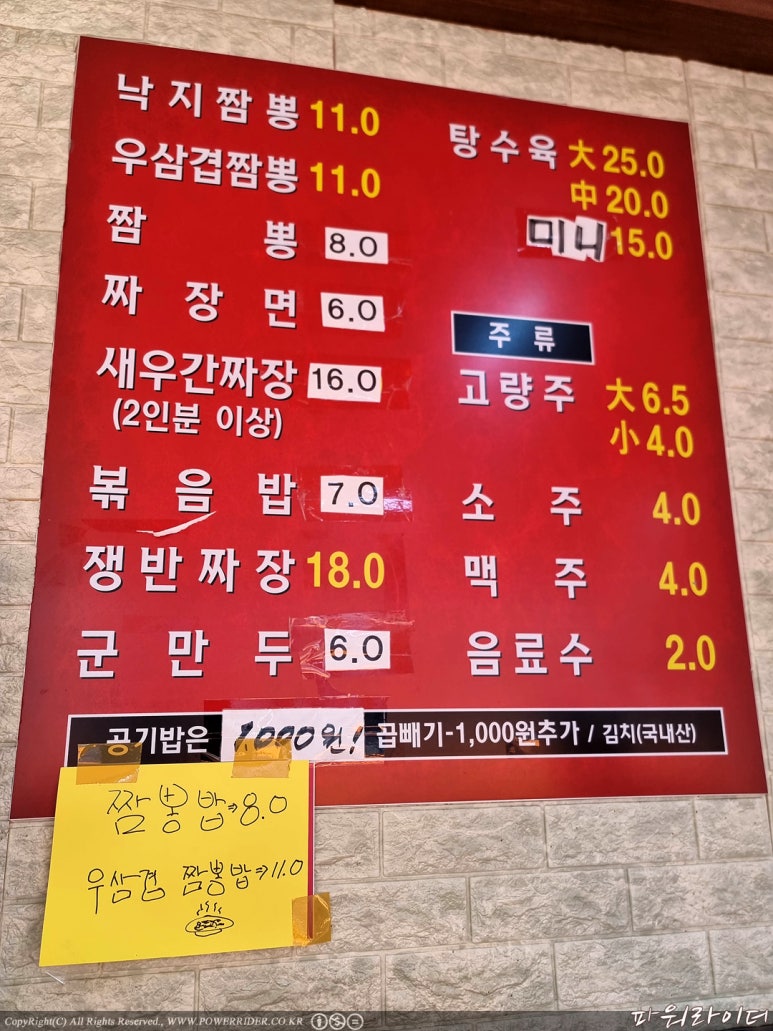 낙지짬뽕 11.0
우삼겹짬뽕 11.0
짬뽕 8.0
짜장면 6.0
새우간짜장 16.0
(2인분 이상)
볶음밥 7.0
쟁반짜장 18.0
군만두 6.0
탕수육 大 25.0
中 20.0
미니 15.0
주류
고량주 大 6.5
小 4.0
소주 4.0
맥주 4.0
음료수 2.0
공기밥은 1,000원! 곱빼기-1,000원추가 / 김치(국내산)
짬뽕밥⇒8.0
우삼겹 짬뽕밥⇒11.0
CopyRight(C) All Rights Reserved., WWW.POWERRIDER.CO.KR
파워라이더